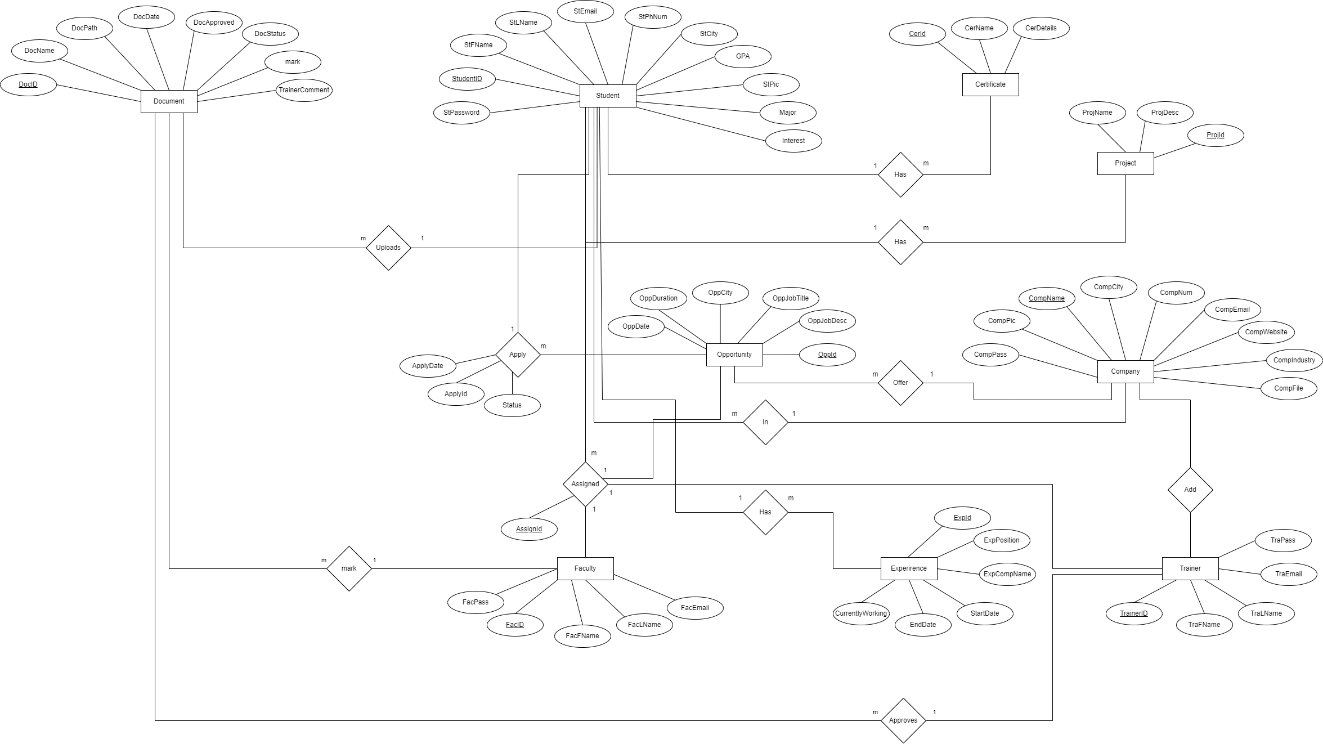 DocDate
DocPath
DocApproved
DocStatus
DocName
mark
DocID
TrainerComment
Document
StEmail
StLName
StPhNum
StFName
StCity
GPA
StudentID
StPic
StPassword
Major
Interest
Student
CerId
CerName
CerDetails
Certificate
ProjName
ProjDesc
ProjId
Project
1
Has
m
1
Has
m
m
Uploads
1
OppDuration
OppCity
OppJobTitle
OppDate
OppJobDesc
OppId
Opportunity
CompName
CompCity
CompNum
CompPic
CompEmail
CompWebsite
CompPass
CompIndustry
CompFile
Company
1
Apply
m
ApplyDate
ApplyId
Status
m
Offer
1
m
In
1
m
1
Assigned
1
1
AssignId
1
Has
m
Add
ExpId
ExpPosition
Experirence
ExpCompName
CurrentlyWorking
EndDate
StartDate
m
mark
1
Faculty
FacPass
FacID
FacFName
FacLName
FacEmail
TraPass
Trainer
TraEmail
TrainerID
TraFName
TraLName
m
Approves
1